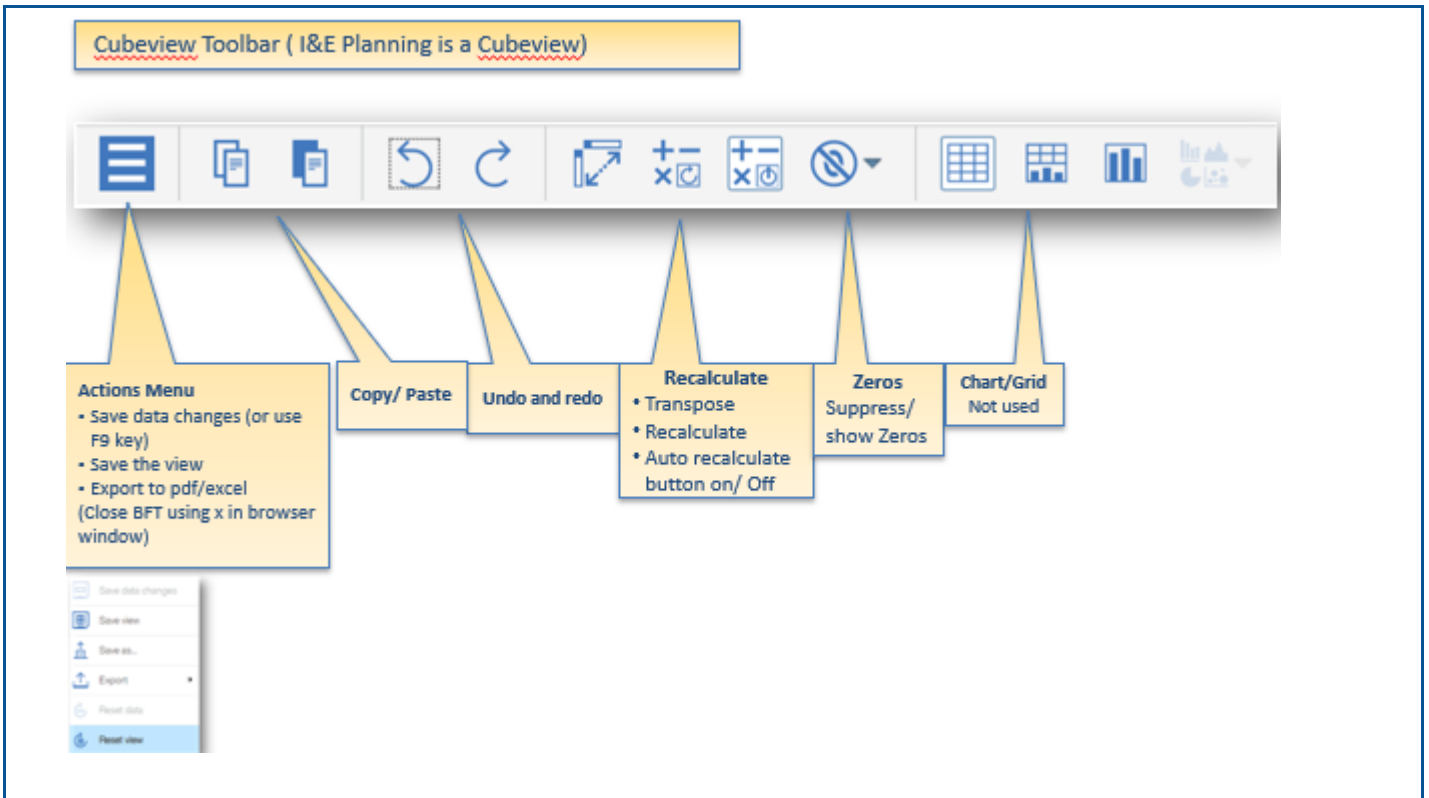 Cubeview Toolbar ( I&E Planning is a Cubeview)
Actions Menu
▪ Save data changes (or use
F9 key)
▪ Save the view
▪ Export to pdf/excel
(Close BFT using x in browser
window)
Copy/ Paste
Undo and redo
Recalculate
• Transpose
• Recalculate
• Auto recalculate
button on/ Off
Zeros
Suppress/
show Zeros
Chart/Grid
Not used
Save data changes
Save view
Save as...
Export
Reset data
Reset view